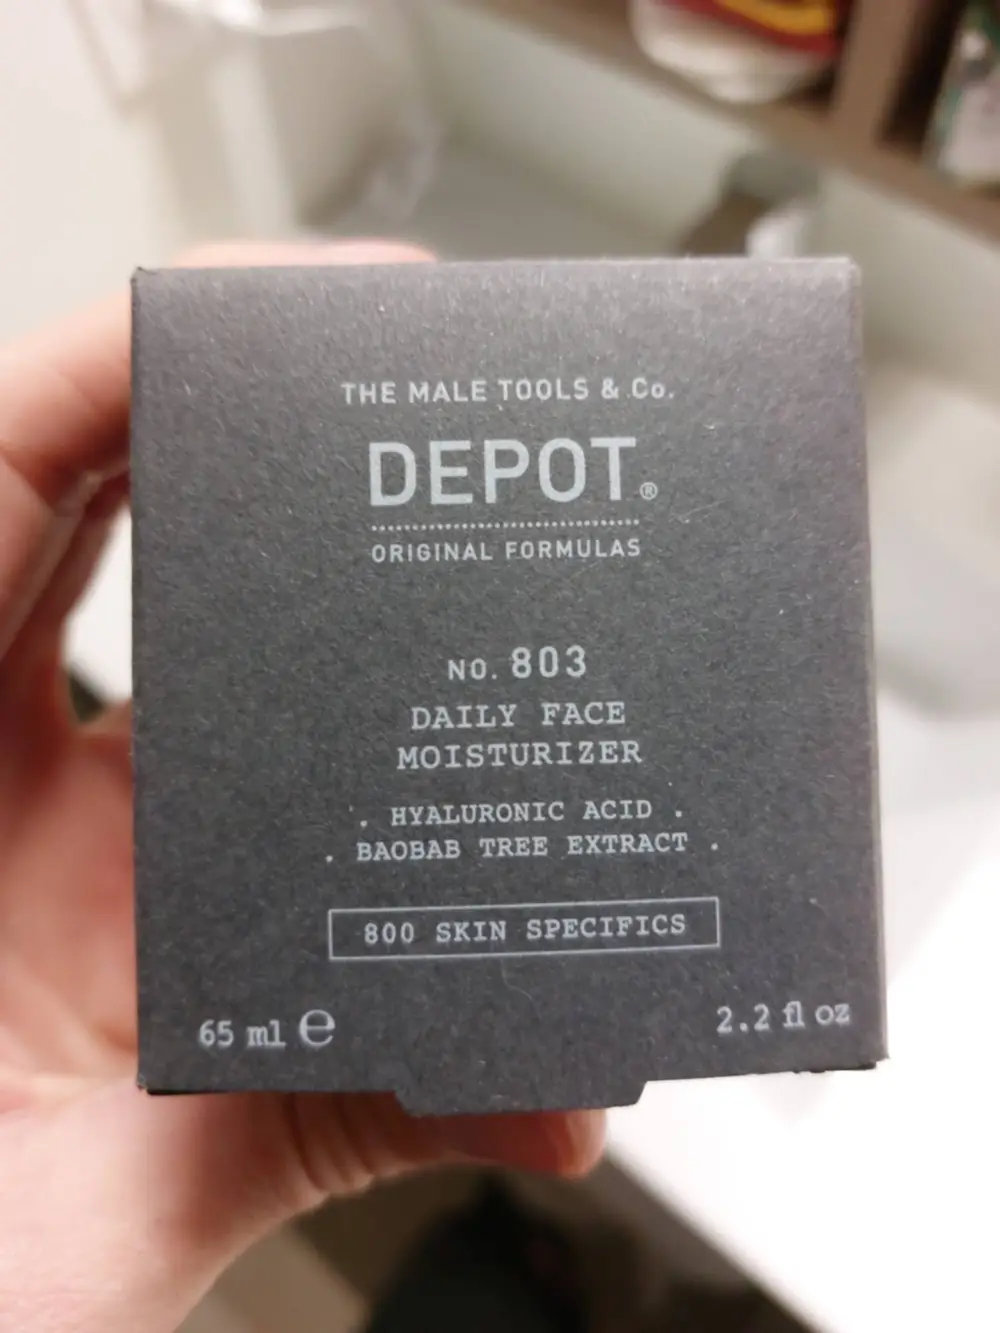 THE MALE TOOLS & Co.
DEPOT®
ORIGINAL FORMULAS
NO. 803
DAILY FACE
MOISTURIZER
. HYALURONIC ACID .
. BAOBAB TREE EXTRACT .
800 SKIN SPECIFICS
65 ml ℮
2.2 fl oz